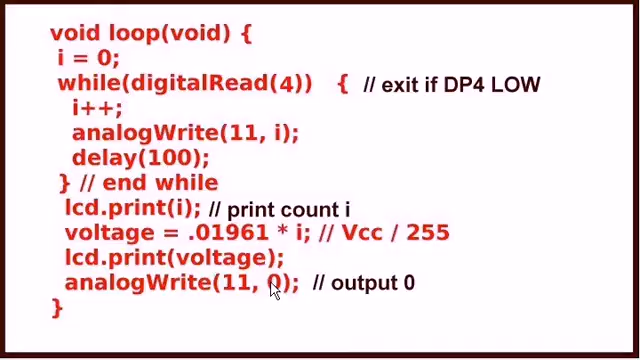 void loop(void) {
i = 0;
while(digitalRead(4))   { // exit if DP4 LOW
i++;
analogWrite(11, i);
delay(100);
} // end while
lcd.print(i); // print count i
voltage = .01961 * i; // Vcc / 255
lcd.print(voltage);
analogWrite(11, 0);  // output 0
}